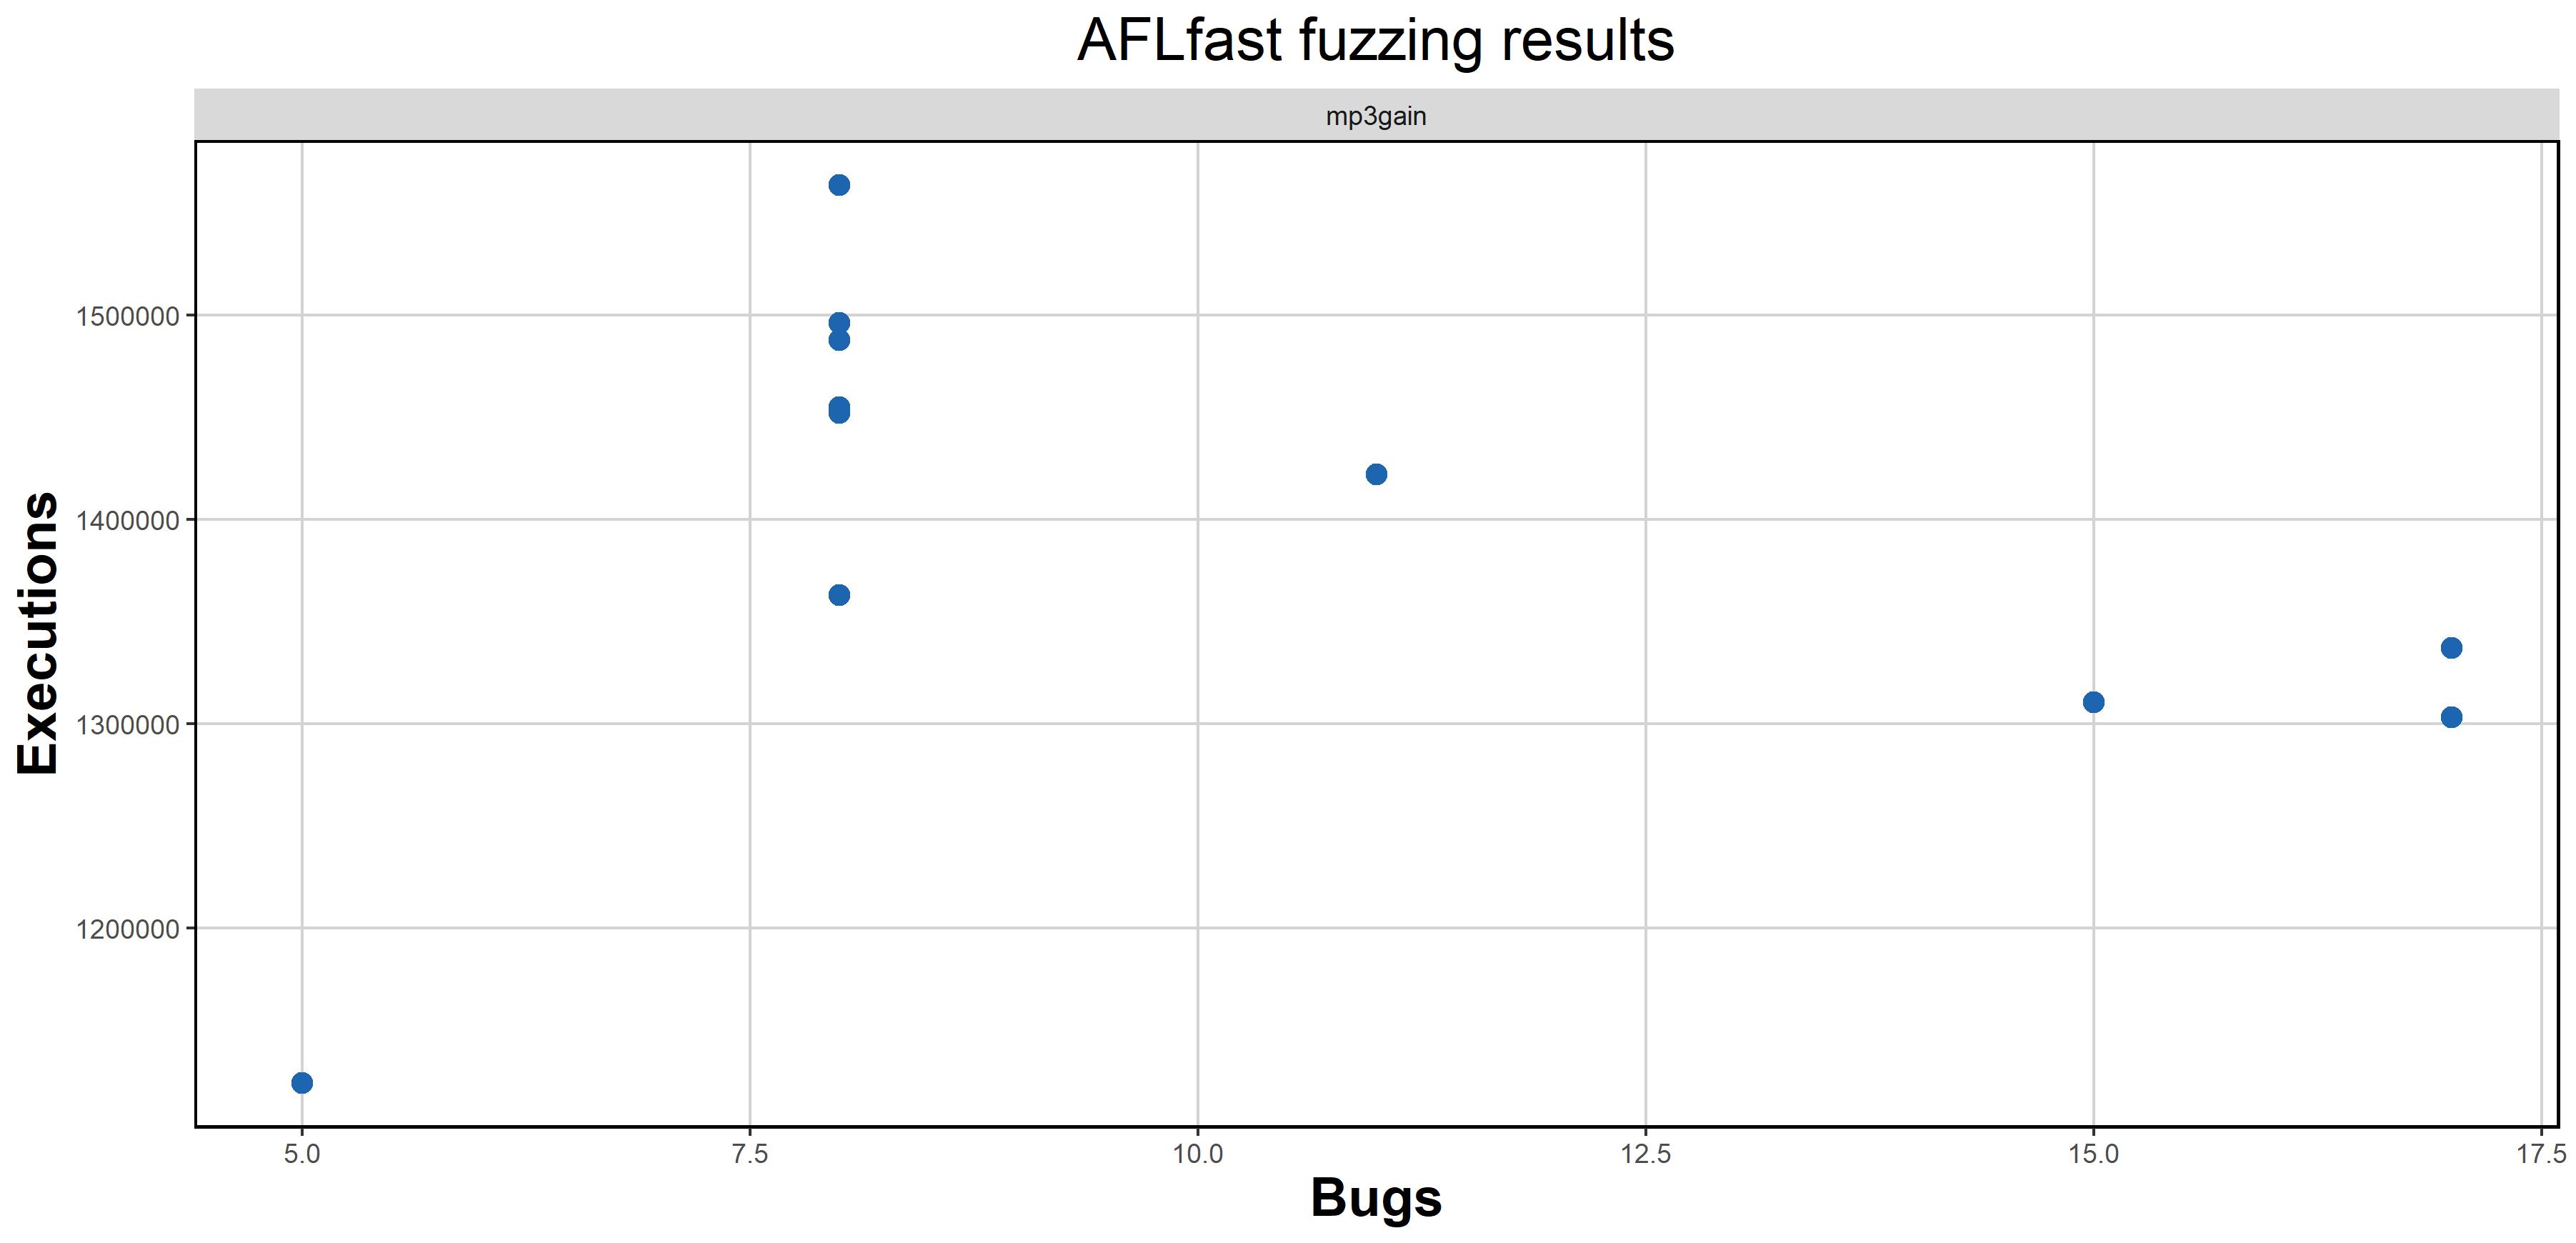 AFLfast fuzzing results
mp3gain
Executions
1500000
1400000
1300000
1200000
5.0 7.5 10.0 12.5 15.0 17.5
Bugs